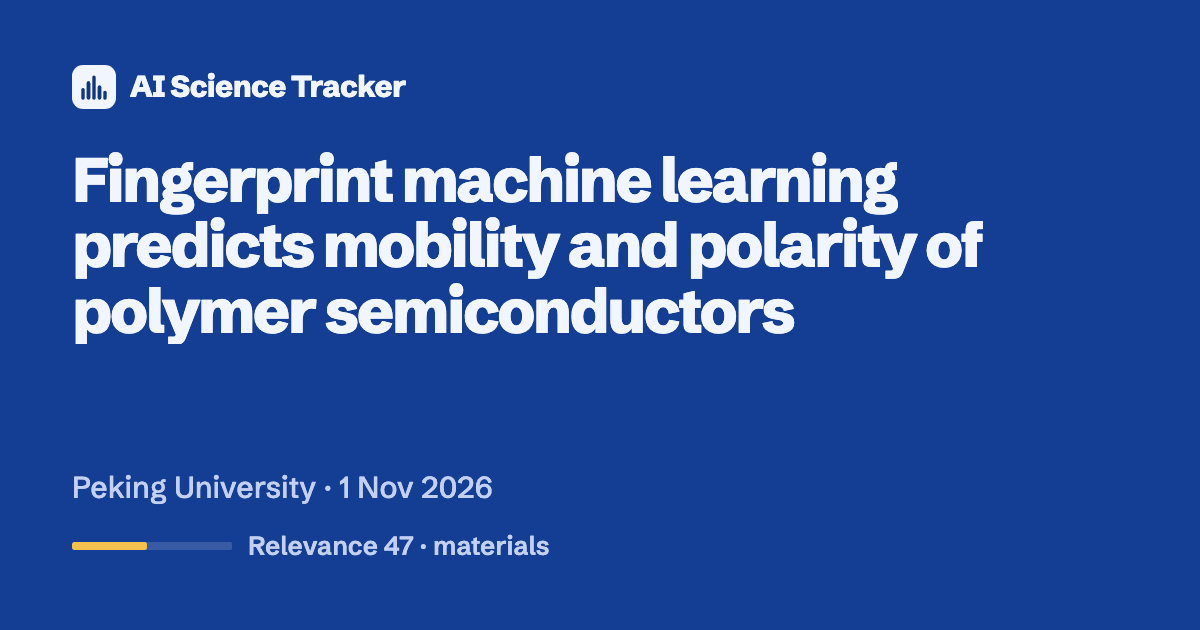 AI Science Tracker
Fingerprint machine learning
predicts mobility and polarity of
polymer semiconductors
Peking University · 1 Nov 2026
Relevance 47 · materials